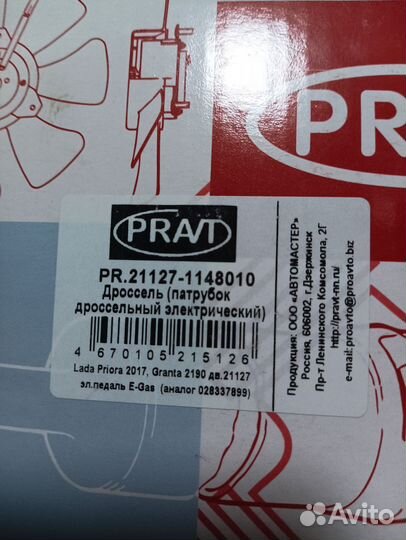 PRAVT
PR
PRAVT
PR.21127-1148010
Дроссель (патрубок
дроссельный электрический)
4 670105 215126
Lada Priora 2017, Granta 2190 дв.21127
эл.педаль E-Gas (аналог 028337899)
Продукция: ООО «АВТОМАСТЕР»
Россия, 606002, г.Дзержинск
Пр-т Ленинского Комсомола, 2Г
http://pravt-nn.ru/
e-mail: proavto@proavto.biz
Avito